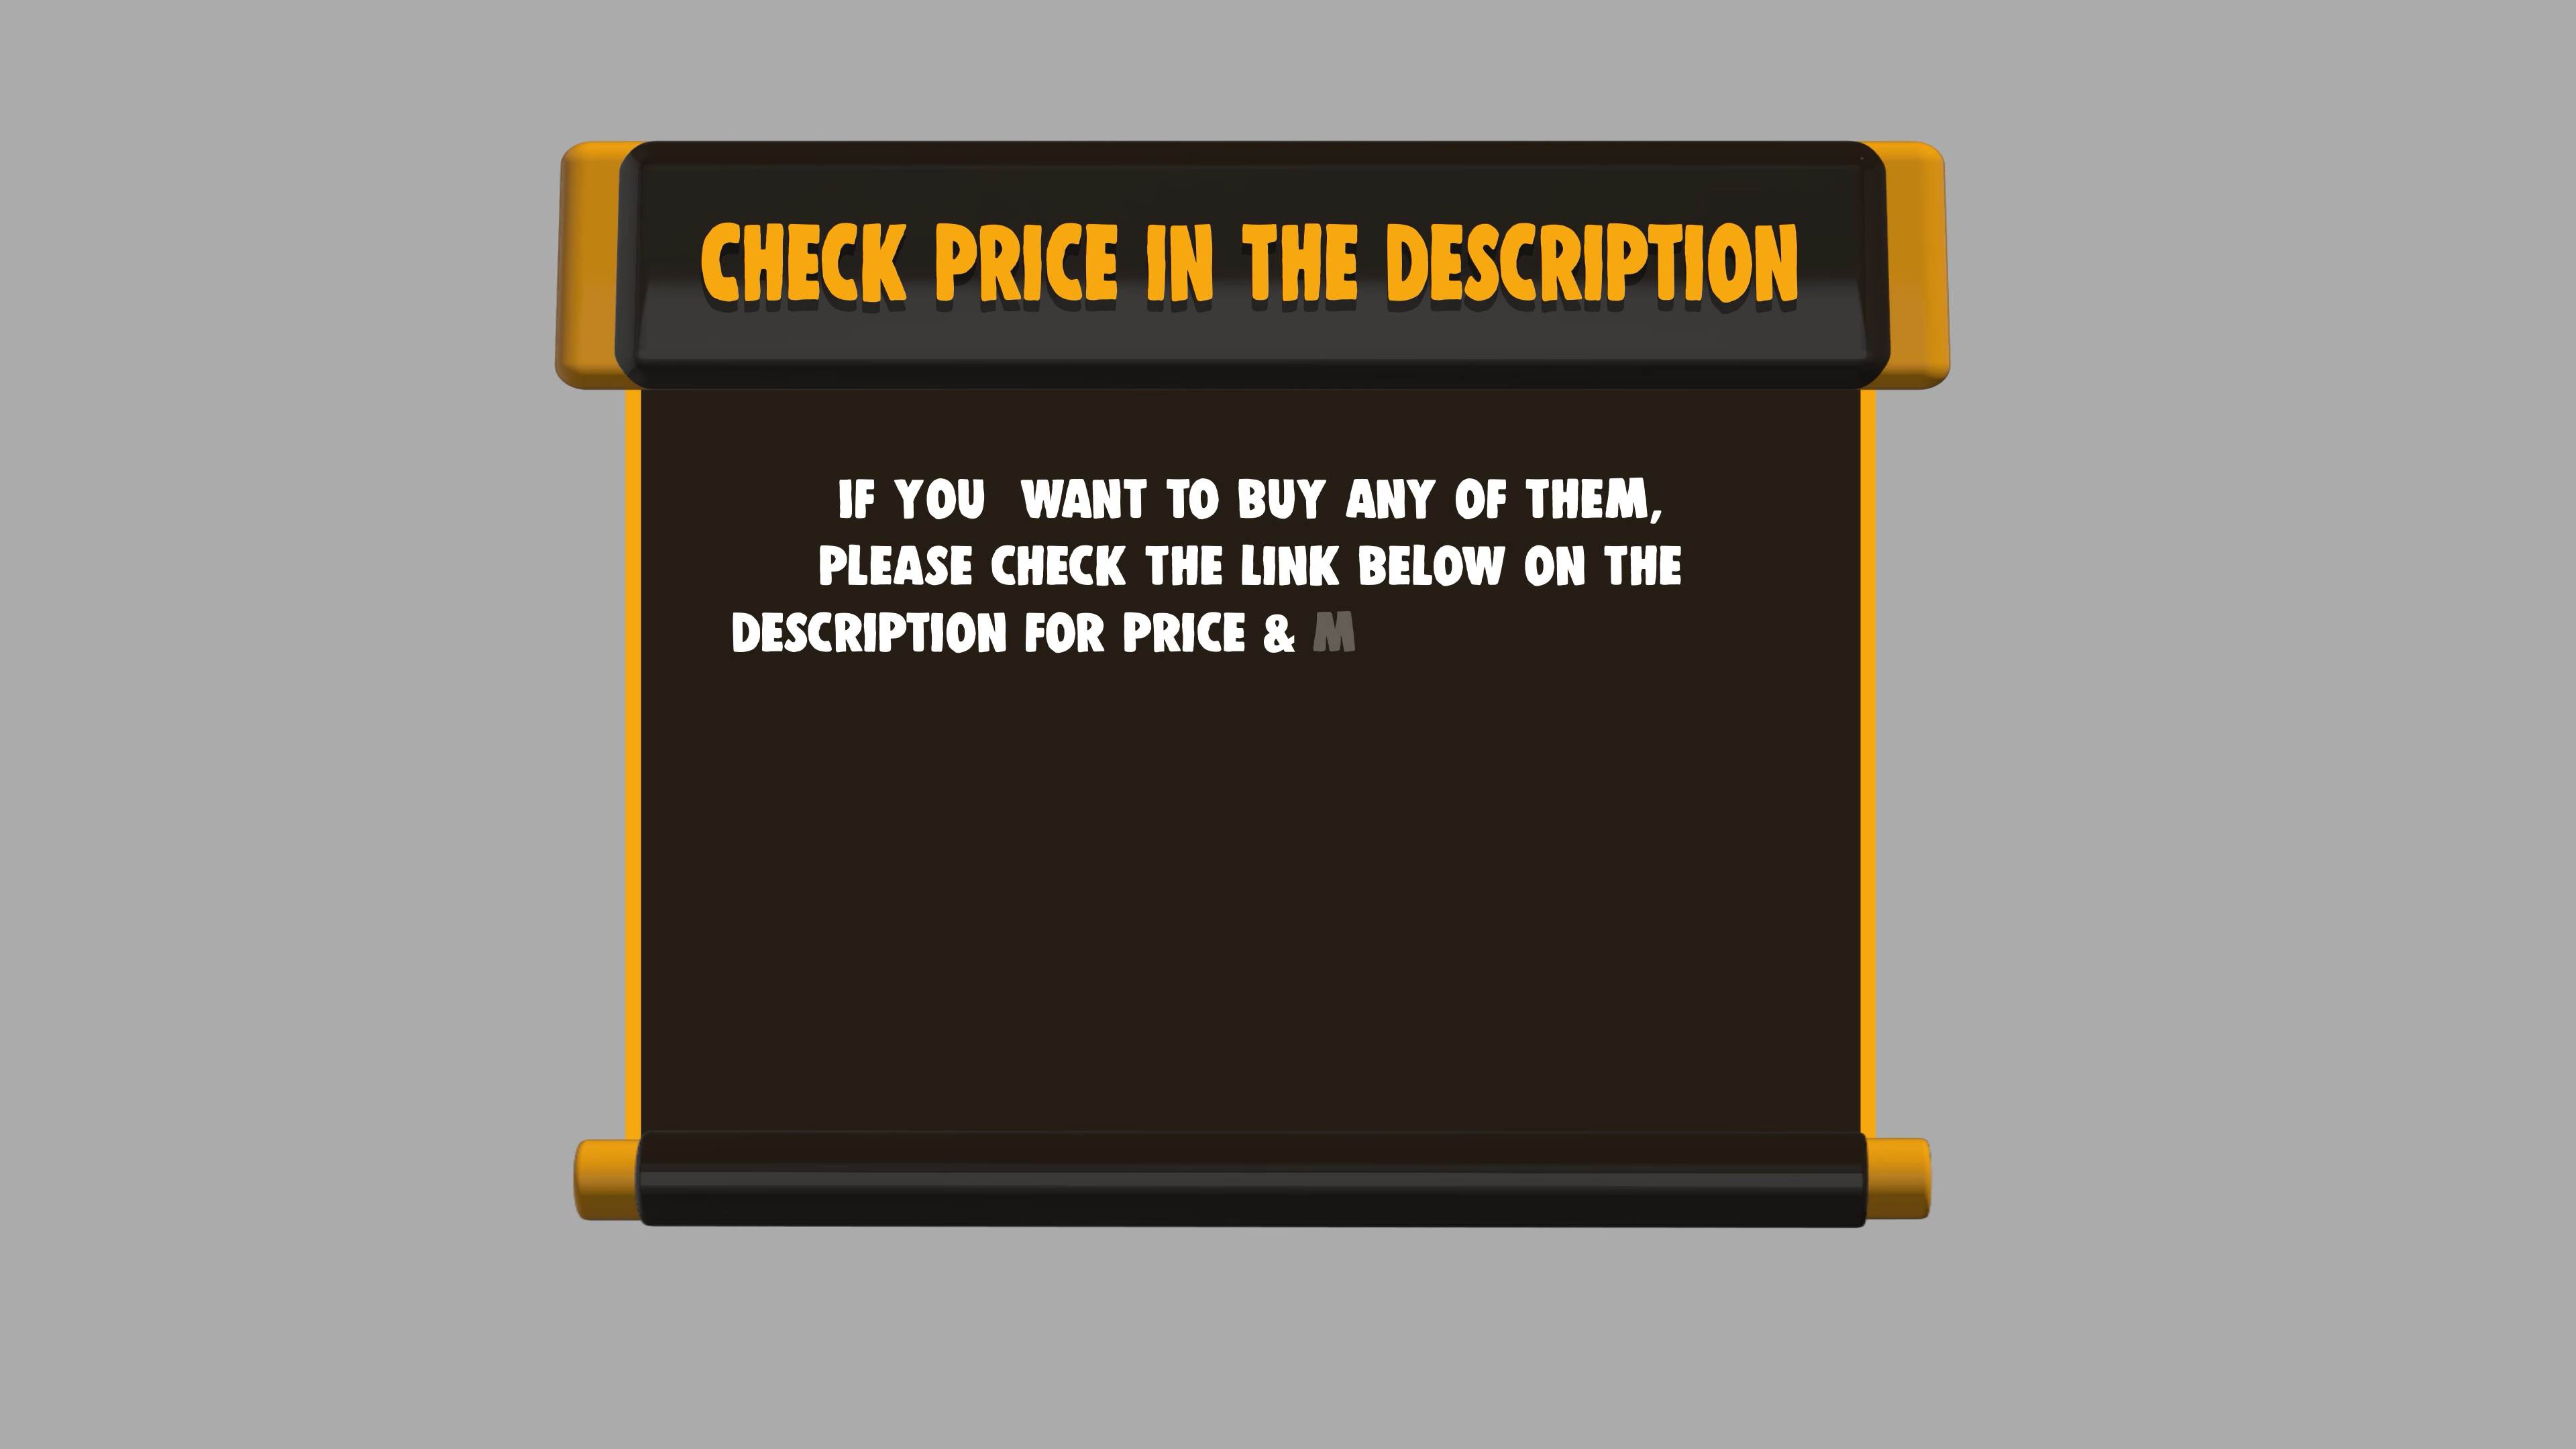 CHECK PRICE IN THE DESCRIPTION
IF YOU  WANT TO BUY ANY OF THEM,
PLEASE CHECK THE LINK BELOW ON THE
DESCRIPTION FOR PRICE & M